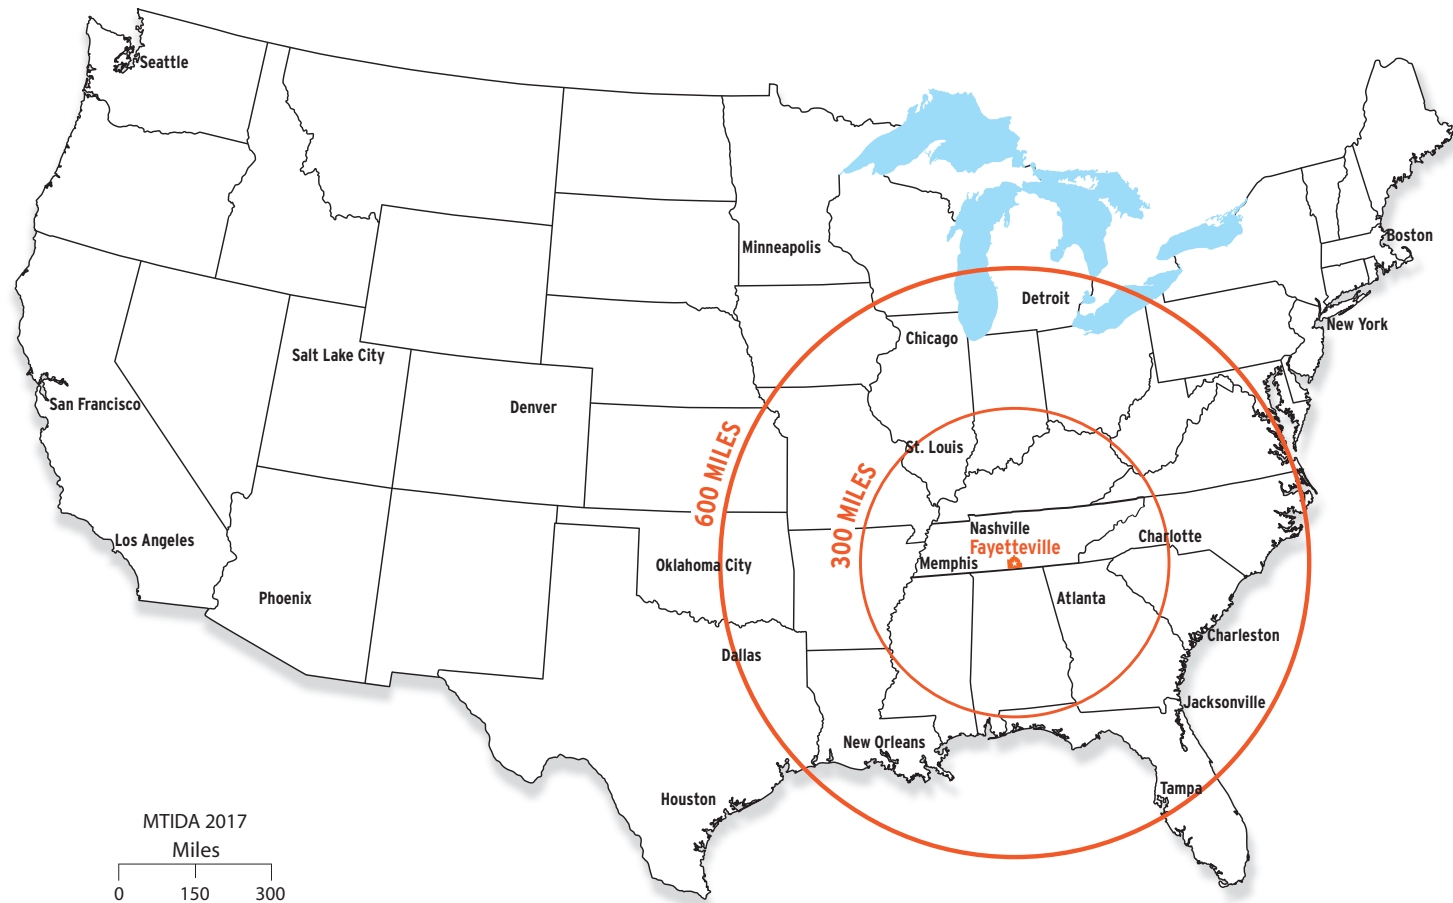 Seattle
Boston
Minneapolis
Detroit
New York
Chicago
Salt Lake City
San Francisco
Denver
St. Louis
600 MILES
300 MILES
Nashville
Charlotte
Los Angeles
Fayetteville
Oklahoma City
Memphis
Phoenix
Atlanta
Charleston
Dallas
Jacksonville
New Orleans
Tampa
Houston
MTIDA 2017
Miles
0 150 300